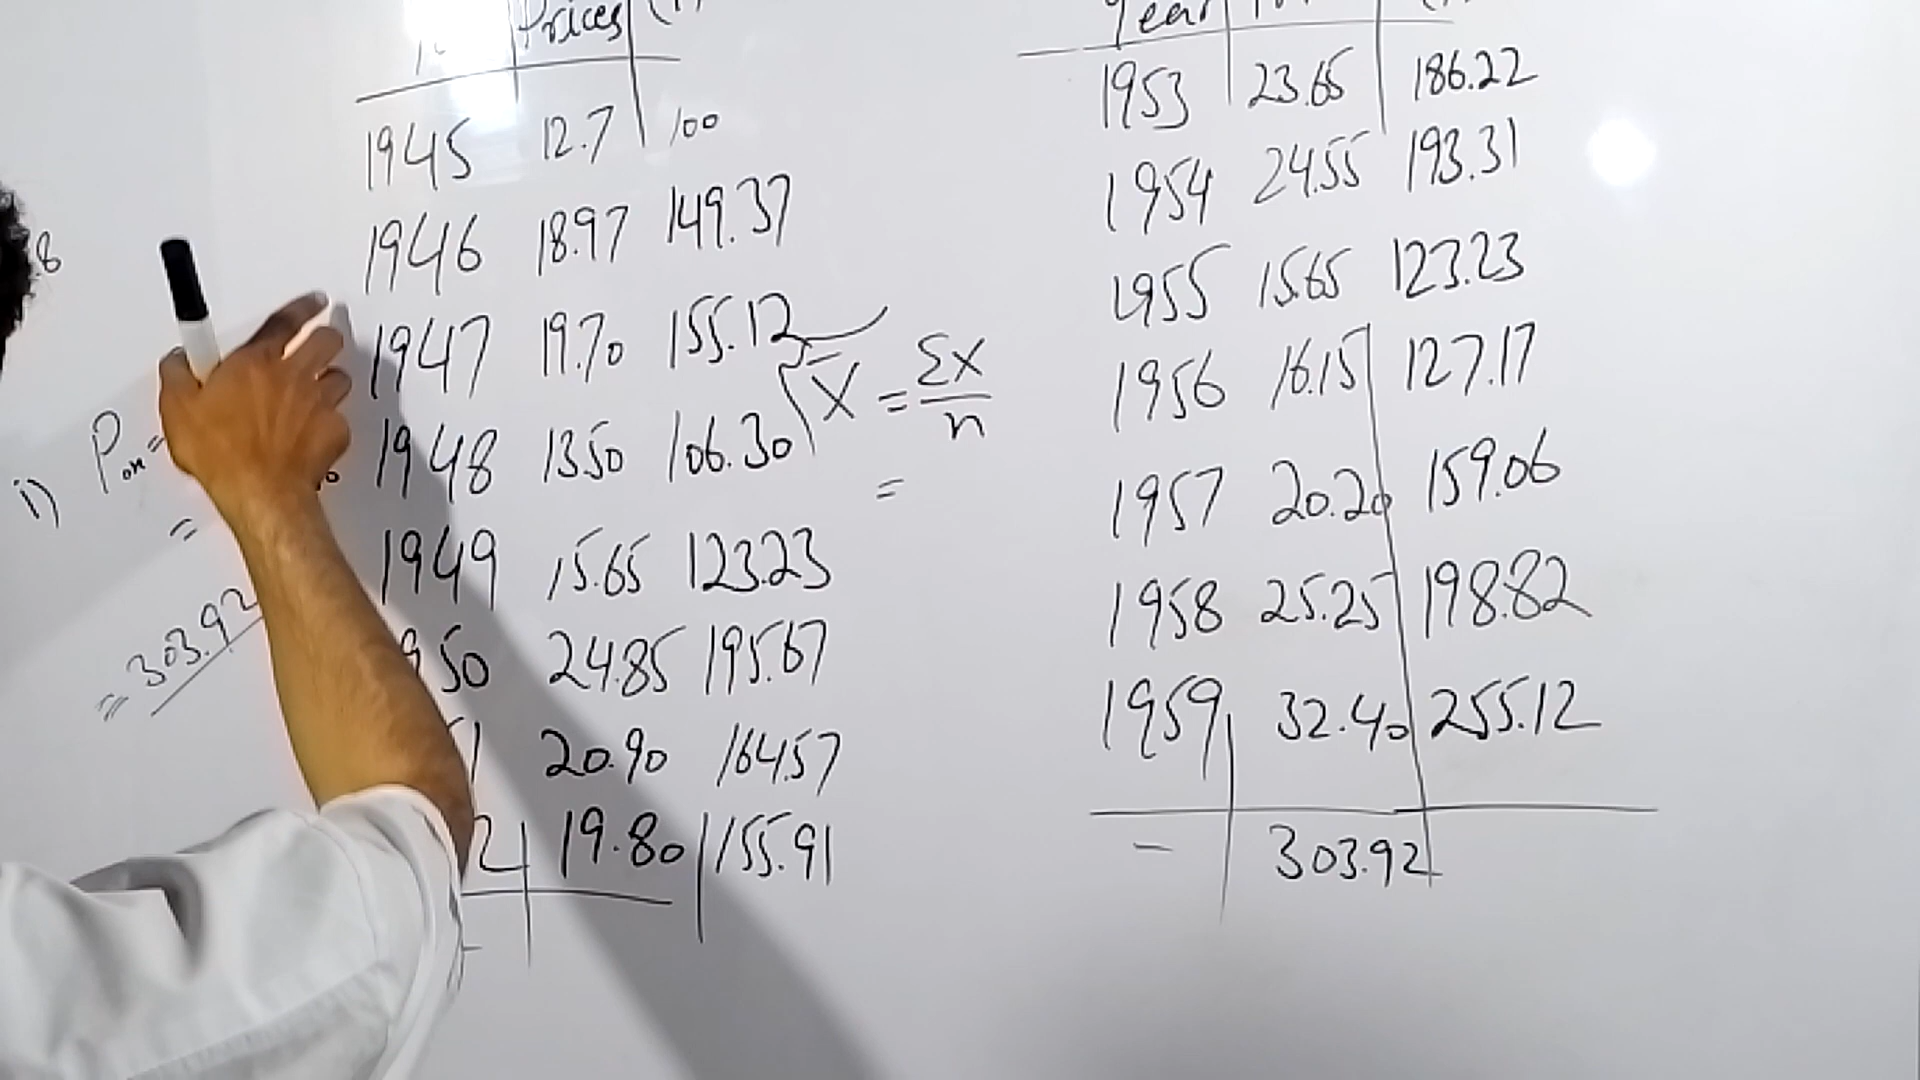 Prices
1945 12.7 100
1946 18.97 149.37
1947 19.70 155.12
1948 13.50 106.30
1949 15.65 123.23
50 24.85 195.67
1 20.90 164.57
2 19.80 155.91
-
X̄ = ΣX / n
=
Year
1953 23.65 186.22
1954 24.55 193.31
1955 15.65 123.23
1956 16.15 127.17
1957 20.20 159.06
1958 25.25 198.82
1959 32.40 255.12
- 303.92
8
i) Pon =
=
= 303.92